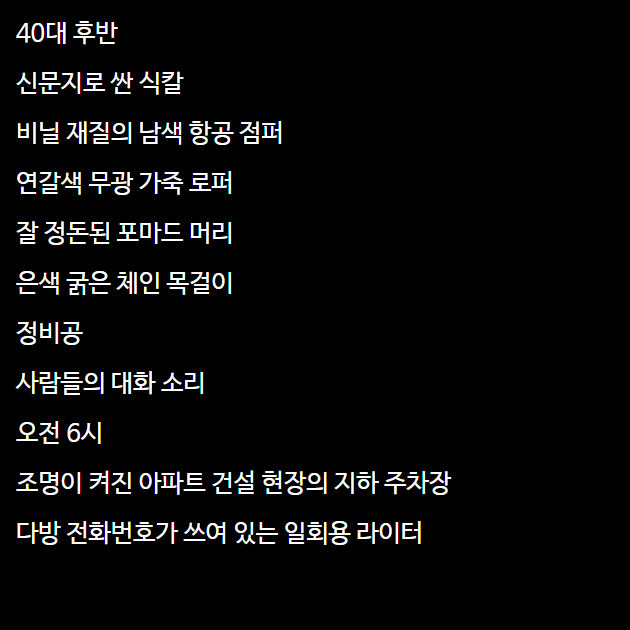 40대 후반
신문지로 싼 식칼
비닐 재질의 남색 항공 점퍼
연갈색 무광 가죽 로퍼
잘 정돈된 포마드 머리
은색 굵은 체인 목걸이
정비공
사람들의 대화 소리
오전 6시
조명이 켜진 아파트 건설 현장의 지하 주차장
다방 전화번호가 쓰여 있는 일회용 라이터